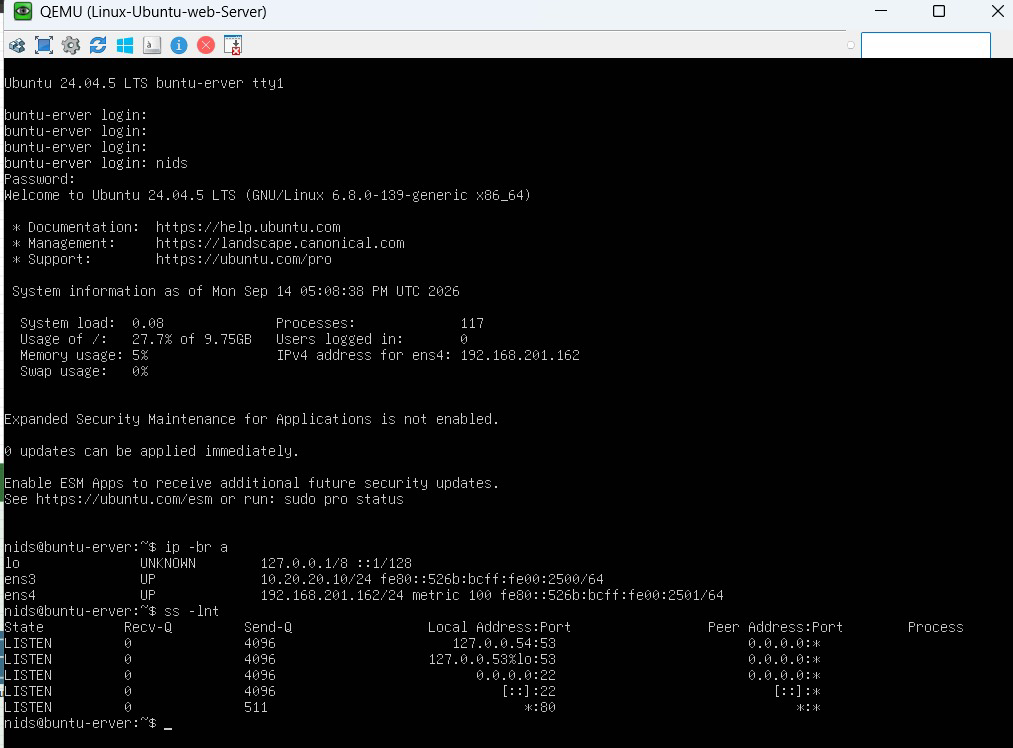 QEMU (Linux-Ubuntu-web-Server)
Ubuntu 24.04.5 LTS buntu-erver tty1
buntu-erver login:
buntu-erver login:
buntu-erver login:
buntu-erver login: nids
Password:
Welcome to Ubuntu 24.04.5 LTS (GNU/Linux 6.8.0-139-generic x86_64)
* Documentation:  https://help.ubuntu.com
* Management:     https://landscape.canonical.com
* Support:        https://ubuntu.com/pro
System information as of Mon Sep 14 05:08:38 PM UTC 2026
System load:  0.08               Processes:             117
Usage of /:   27.7% of 9.75GB   Users logged in:       0
Memory usage: 5%                 IPv4 address for ens4: 192.168.201.162
Swap usage:   0%
Expanded Security Maintenance for Applications is not enabled.
0 updates can be applied immediately.
Enable ESM Apps to receive additional future security updates.
See https://ubuntu.com/esm or run: sudo pro status
nids@buntu-erver:~$ ip -br a
lo               UNKNOWN        127.0.0.1/8 ::1/128
ens3             UP             10.20.20.10/24 fe80::526b:bcff:fe00:2500/64
ens4             UP             192.168.201.162/24 metric 100 fe80::526b:bcff:fe00:2501/64
nids@buntu-erver:~$ ss -lnt
State          Recv-Q         Send-Q                 Local Address:Port                 Peer Address:Port        Process
LISTEN         0              4096                      127.0.0.54:53                        0.0.0.0:*
LISTEN         0              4096                   127.0.0.53%lo:53                        0.0.0.0:*
LISTEN         0              4096                         0.0.0.0:22                        0.0.0.0:*
LISTEN         0              4096                            [::]:22                           [::]:*
LISTEN         0              511                                *:80                              *:*
nids@buntu-erver:~$ _